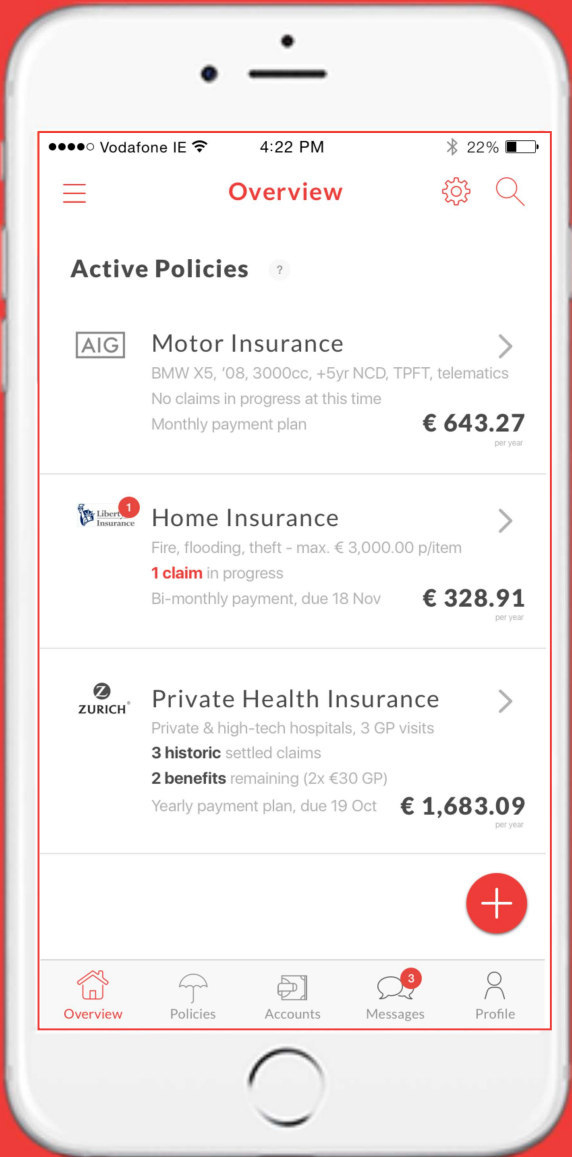 Vodafone IE 4:22 PM 22%
Overview
Active Policies ?
AIG Motor Insurance
BMW X5, '08, 3000cc, +5yr NCD, TPFT, telematics
No claims in progress at this time
Monthly payment plan € 643.27
per year
1
Insurance
Home Insurance
Fire, flooding, theft - max. € 3,000.00 p/item
1 claim in progress
Bi-monthly payment, due 18 Nov € 328.91
per year
ZURICH® Private Health Insurance
Private & high-tech hospitals, 3 GP visits
3 historic settled claims
2 benefits remaining (2x €30 GP)
Yearly payment plan, due 19 Oct € 1,683.09
per year
3
Overview Policies Accounts Messages Profile